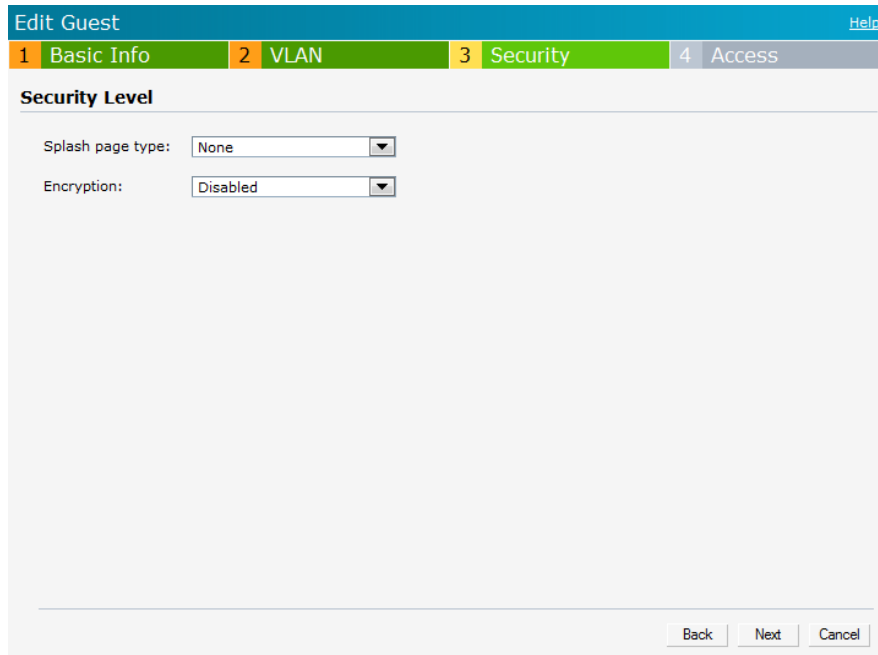 Edit Guest Help
1 Basic Info 2 VLAN 3 Security 4 Access
Security Level
Splash page type: None
Encryption: Disabled
Back Next Cancel